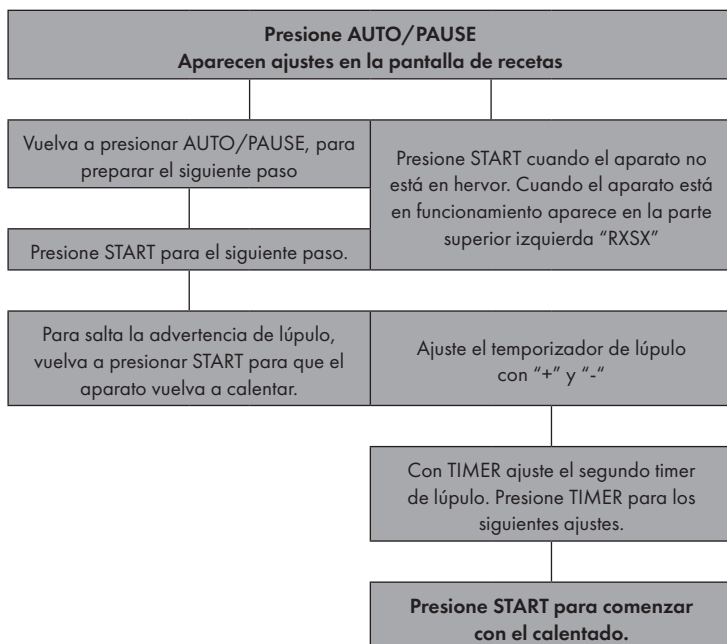 Presione AUTO/PAUSE
Aparecen ajustes en la pantalla de recetas
Vuelva a presionar AUTO/PAUSE, para
preparar el siguiente paso
Presione START cuando el aparato no
está en hervor. Cuando el aparato está
en funcionamiento aparece en la parte
superior izquierda “RXSX”
Presione START para el siguiente paso.
Para salta la advertencia de lúpulo,
vuelva a presionar START para que el
aparato vuelva a calentar.
Ajuste el temporizador de lúpulo
con “+” y “-“
Con TIMER ajuste el segundo timer
de lúpulo. Presione TIMER para los
siguientes ajustes.
Presione START para comenzar
con el calentado.